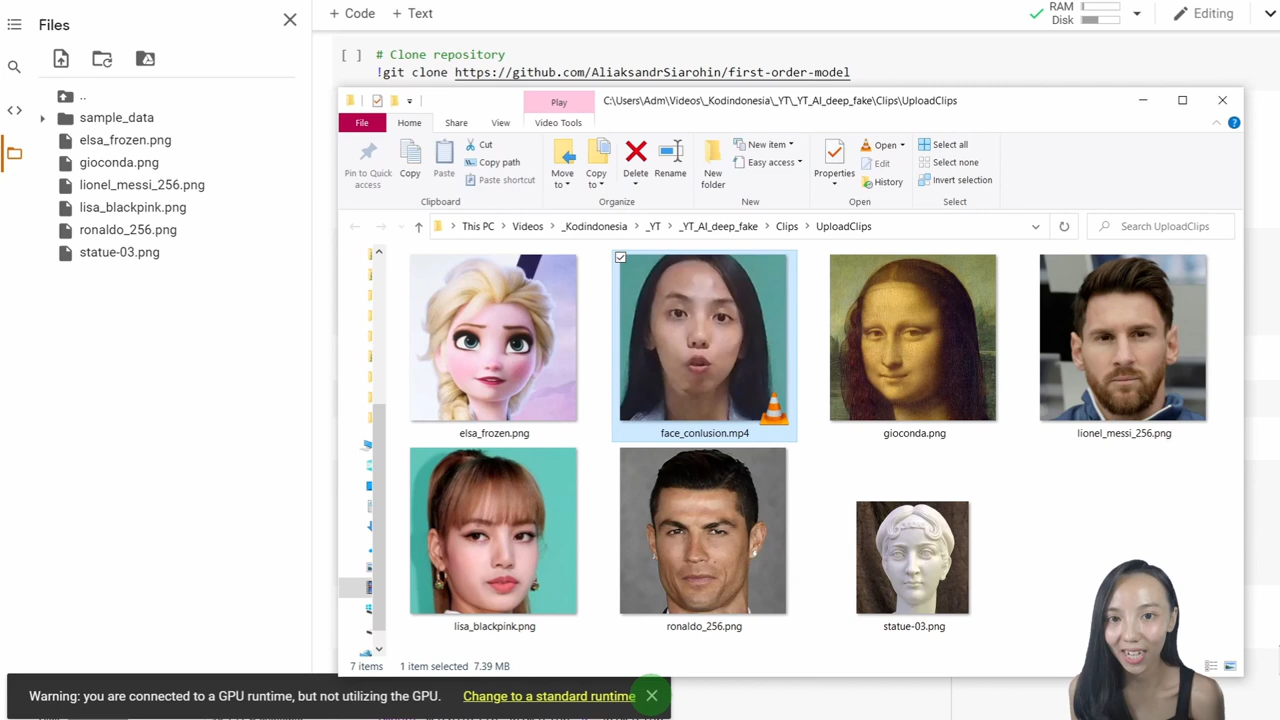 Files
+ Code + Text
RAM
Disk
Editing
..
sample_data
elsa_frozen.png
gioconda.png
lionel_messi_256.png
lisa_blackpink.png
ronaldo_256.png
statue-03.png
[ ] # Clone repository
!git clone https://github.com/AliaksandrSiarohin/first-order-model
Play
C:\Users\Adm\Videos\_Kodindonesia\_YT\_YT_AI_deep_fake\Clips\UploadClips
File Home Share View Video Tools
Pin to Quick access
Copy
Paste
Cut
Copy path
Paste shortcut
Clipboard
Move to
Copy to
Delete
Rename
Organize
New folder
New item
Easy access
New
Properties
Open
Edit
History
Open
Select all
Select none
Invert selection
Select
This PC > Videos > _Kodindonesia > _YT > _YT_AI_deep_fake > Clips > UploadClips
Search UploadClips
elsa_frozen.png
face_conlusion.mp4
gioconda.png
lionel_messi_256.png
lisa_blackpink.png
ronaldo_256.png
statue-03.png
7 items 1 item selected 7.39 MB
Warning: you are connected to a GPU runtime, but not utilizing the GPU. Change to a standard runtime